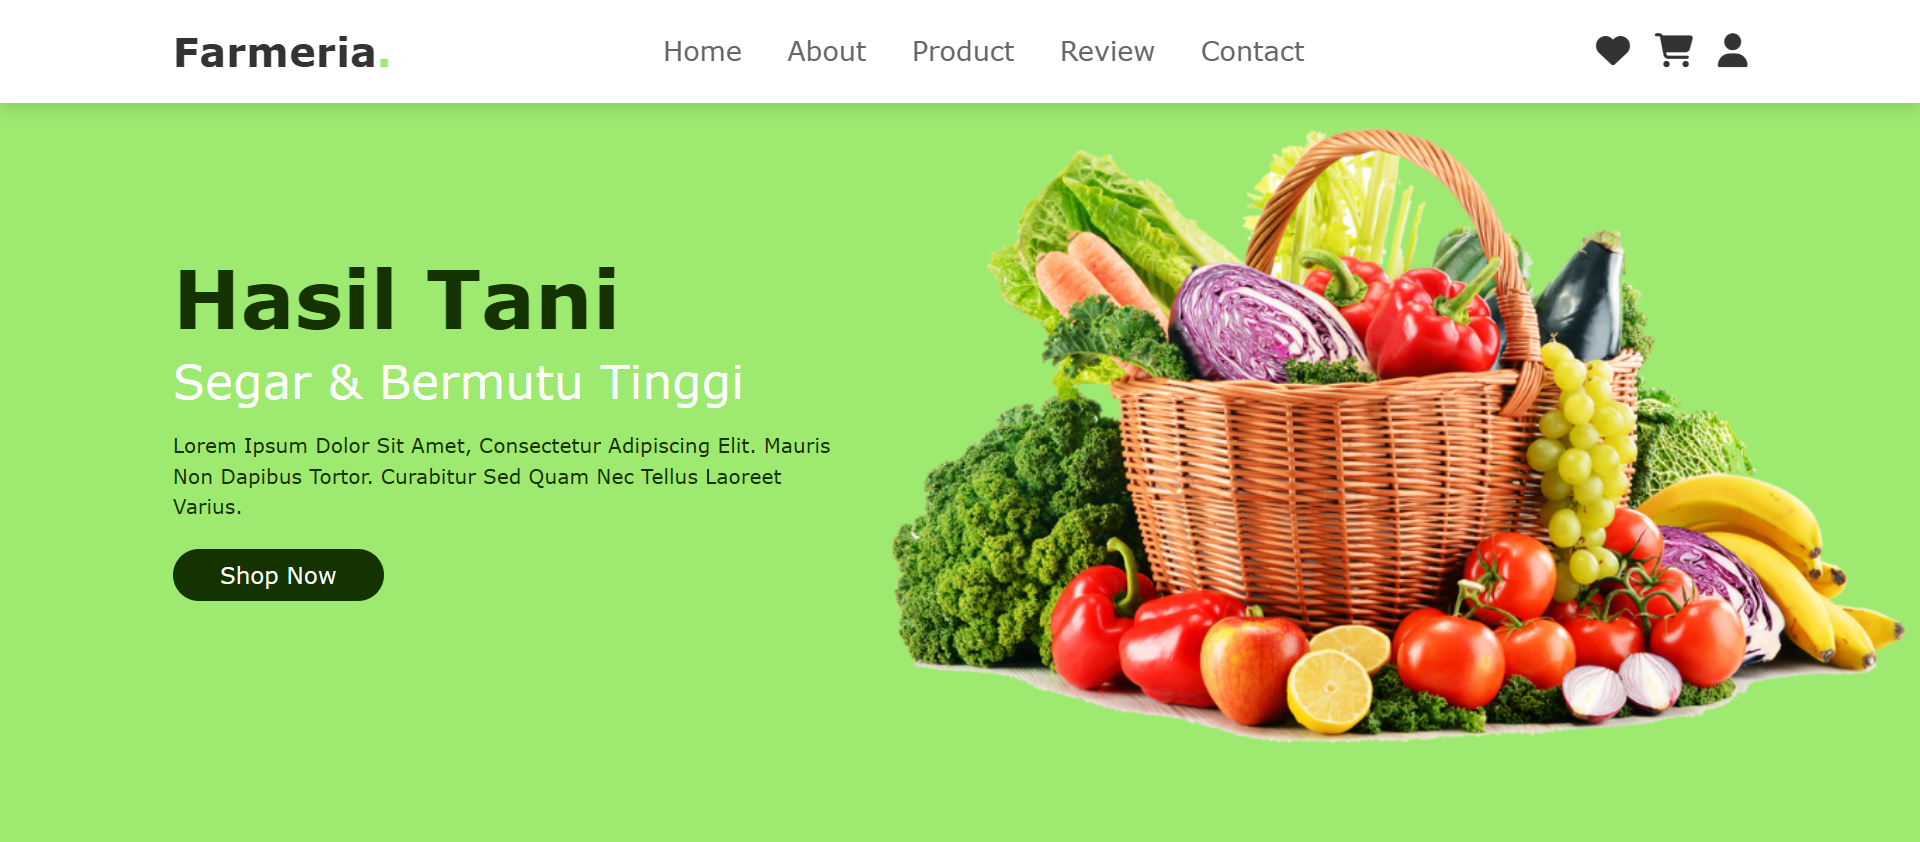 Farmeria.
Home About Product Review Contact
Hasil Tani
Segar & Bermutu Tinggi
Lorem Ipsum Dolor Sit Amet, Consectetur Adipiscing Elit. Mauris
Non Dapibus Tortor. Curabitur Sed Quam Nec Tellus Laoreet
Varius.
Shop Now